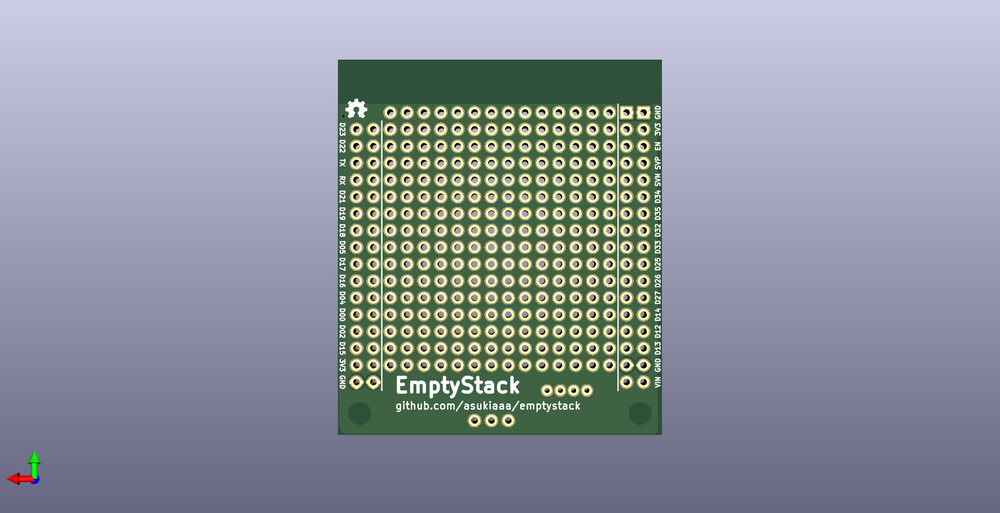 D23
D22
TX
RX
D21
D19
D18
D05
D17
D16
D04
D00
D02
D15
3V3
GND
GND
3V3
EN
SVP
SVN
D34
D35
D32
D33
D25
D26
D27
D14
D12
D13
GND
VIN
EmptyStack
github.com/asukiaaa/emptystack